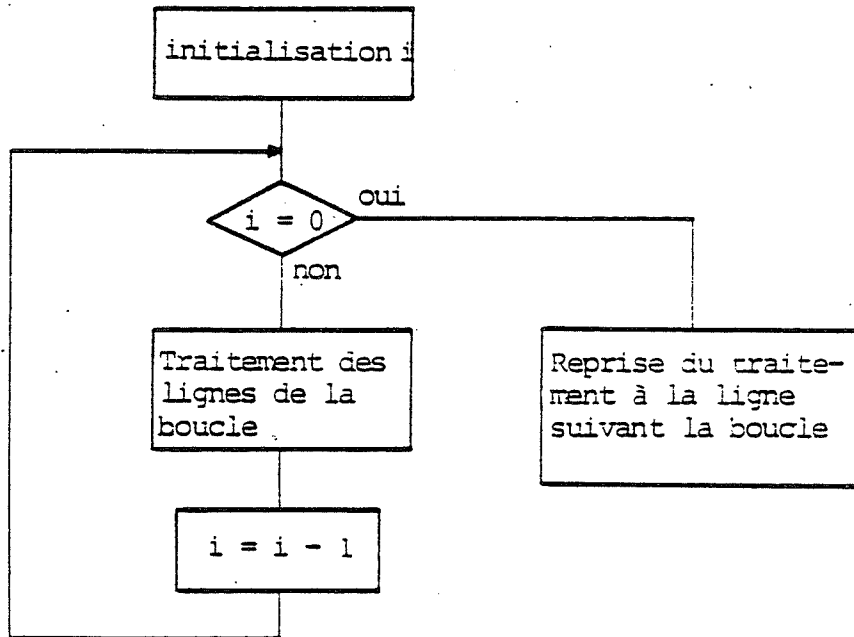 initialisation i
oui
i = 0
non
Traitement des
lignes de la
boucle
Reprise du traite-
ment à la ligne
suivant la boucle
i = i - 1